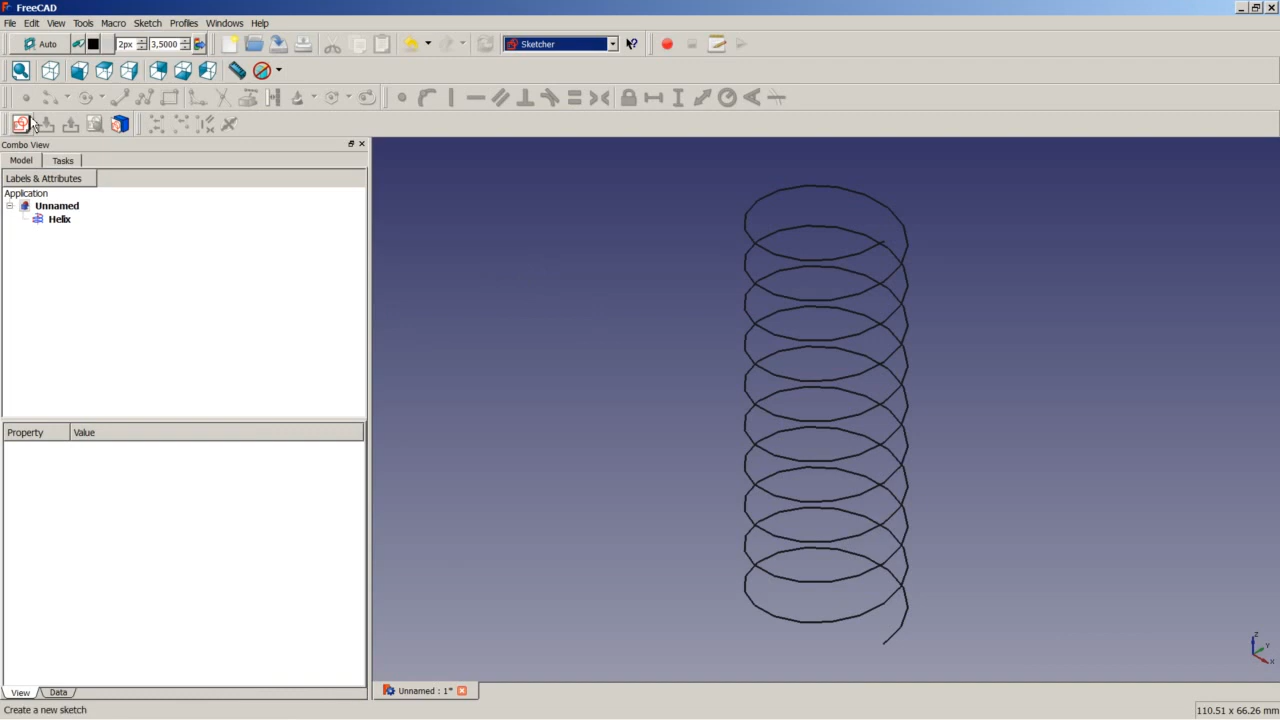 FreeCAD
File Edit View Tools Macro Sketch Profiles Windows Help
Auto 2px 3,5000 Sketcher
Combo View
Model Tasks
Labels & Attributes
Application
Unnamed
Helix
Property Value
View Data
Unnamed : 1*
Z
Y
X
Create a new sketch 110.51 x 66.26 mm